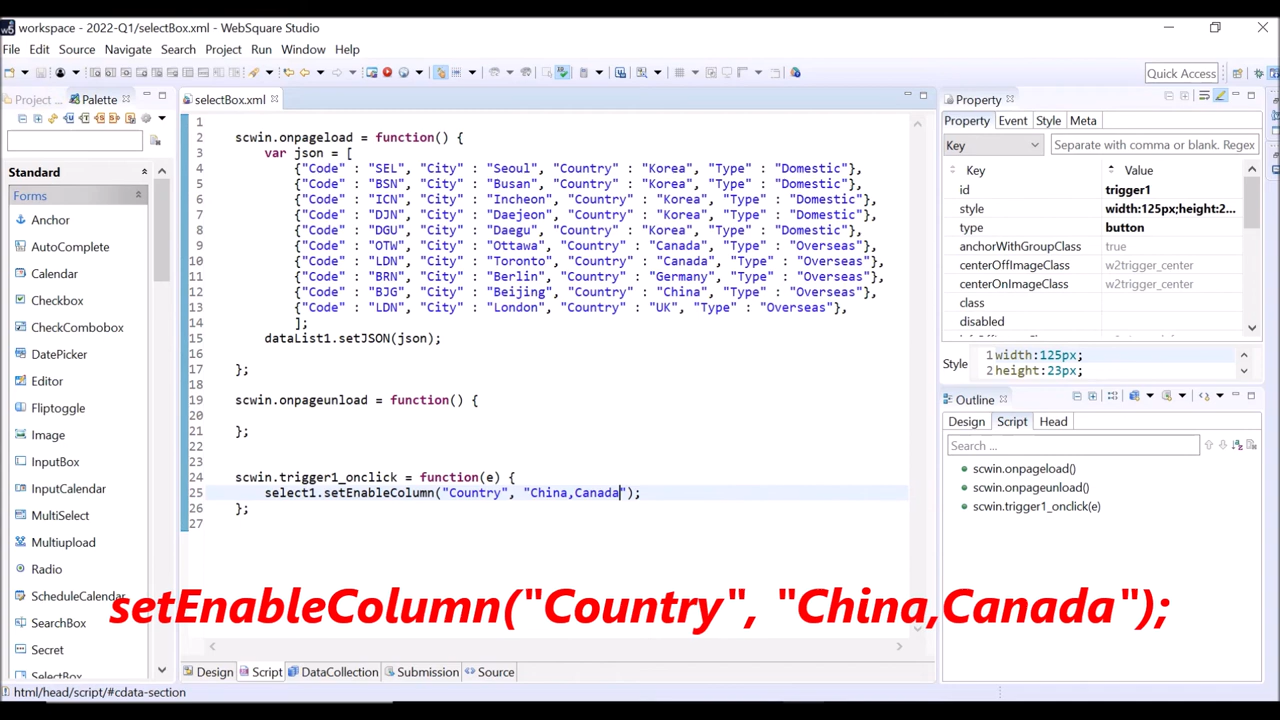 workspace - 2022-Q1/selectBox.xml - WebSquare Studio
File Edit Source Navigate Search Project Run Window Help
Quick Access
Project ... Palette
selectBox.xml
Property
Property Event Style Meta
Key
Separate with comma or blank. Regex
Key Value
id trigger1
style width:125px;height:2...
type button
anchorWithGroupClass true
centerOffImageClass w2trigger_center
centerOnImageClass w2trigger_center
class
disabled
Style
1 width:125px;
2 height:23px;
Standard
Forms
Anchor
AutoComplete
Calendar
Checkbox
CheckCombobox
DatePicker
Editor
Fliptoggle
Image
InputBox
InputCalendar
MultiSelect
Multiupload
Radio
ScheduleCalendar
SearchBox
Secret
SelectBox
1
2 scwin.onpageload = function() {
3 var json = [
4 {"Code" : "SEL", "City" : "Seoul", "Country" : "Korea", "Type" : "Domestic"},
5 {"Code" : "BSN", "City" : "Busan", "Country" : "Korea", "Type" : "Domestic"},
6 {"Code" : "ICN", "City" : "Incheon", "Country" : "Korea", "Type" : "Domestic"},
7 {"Code" : "DJN", "City" : "Daejeon", "Country" : "Korea", "Type" : "Domestic"},
8 {"Code" : "DGU", "City" : "Daegu", "Country" : "Korea", "Type" : "Domestic"},
9 {"Code" : "OTW", "City" : "Ottawa", "Country" : "Canada", "Type" : "Overseas"},
10 {"Code" : "LDN", "City" : "Toronto", "Country" : "Canada", "Type" : "Overseas"},
11 {"Code" : "BRN", "City" : "Berlin", "Country" : "Germany", "Type" : "Overseas"},
12 {"Code" : "BJG", "City" : "Beijing", "Country" : "China", "Type" : "Overseas"},
13 {"Code" : "LDN", "City" : "London", "Country" : "UK", "Type" : "Overseas"},
14 ];
15 dataList1.setJSON(json);
16
17 };
18
19 scwin.onpageunload = function() {
20
21 };
22
23
24 scwin.trigger1_onclick = function(e) {
25 select1.setEnableColumn("Country", "China,Canada");
26 };
27
setEnableColumn("Country", "China,Canada");
Outline
Design Script Head
Search ...
scwin.onpageload()
scwin.onpageunload()
scwin.trigger1_onclick(e)
Design Script DataCollection Submission Source
html/head/script/#cdata-section